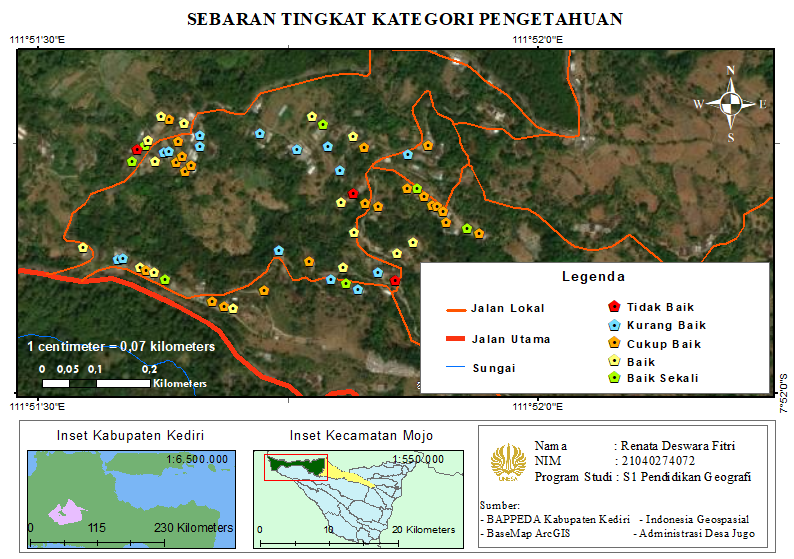 SEBARAN TINGKAT KATEGORI PENGETAHUAN
111°51'30"E 111°52'0"E
N
W E
S
Legenda
Jalan Lokal
Jalan Utama
Sungai
Tidak Baik
Kurang Baik
Cukup Baik
Baik
Baik Sekali
1 centimeter = 0,07 kilometers
0 0,05 0,1 0,2
Kilometers
111°51'30"E 111°52'0"E
7°52'0"S
Inset Kabupaten Kediri
1:6.500.000
0 115 230 Kilometers
Inset Kecamatan Mojo
1:550.000
0 10 20 Kilometers
UNESA
Nama : Renata Deswara Fitri
NIM : 21040274072
Program Studi : S1 Pendidikan Geografi
Sumber:
- BAPPEDA Kabupaten Kediri - Indonesia Geospasial
- BaseMap ArcGIS - Administrasi Desa Jugo